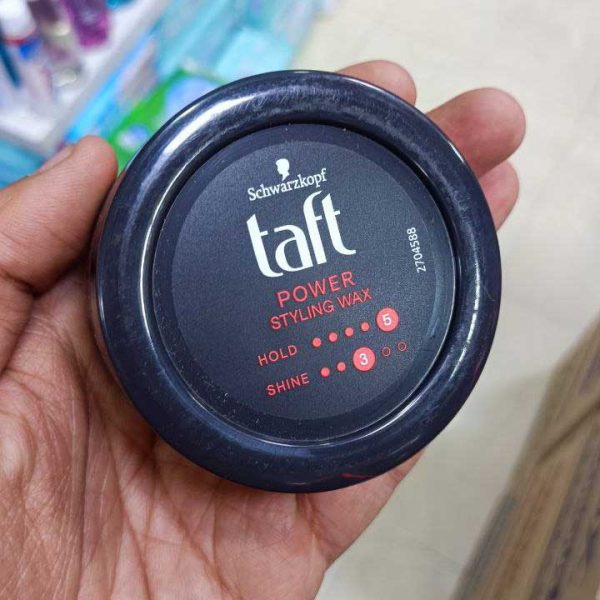 Schwarzkopf
taft
POWER
STYLING WAX
HOLD 5
SHINE 3
2704588